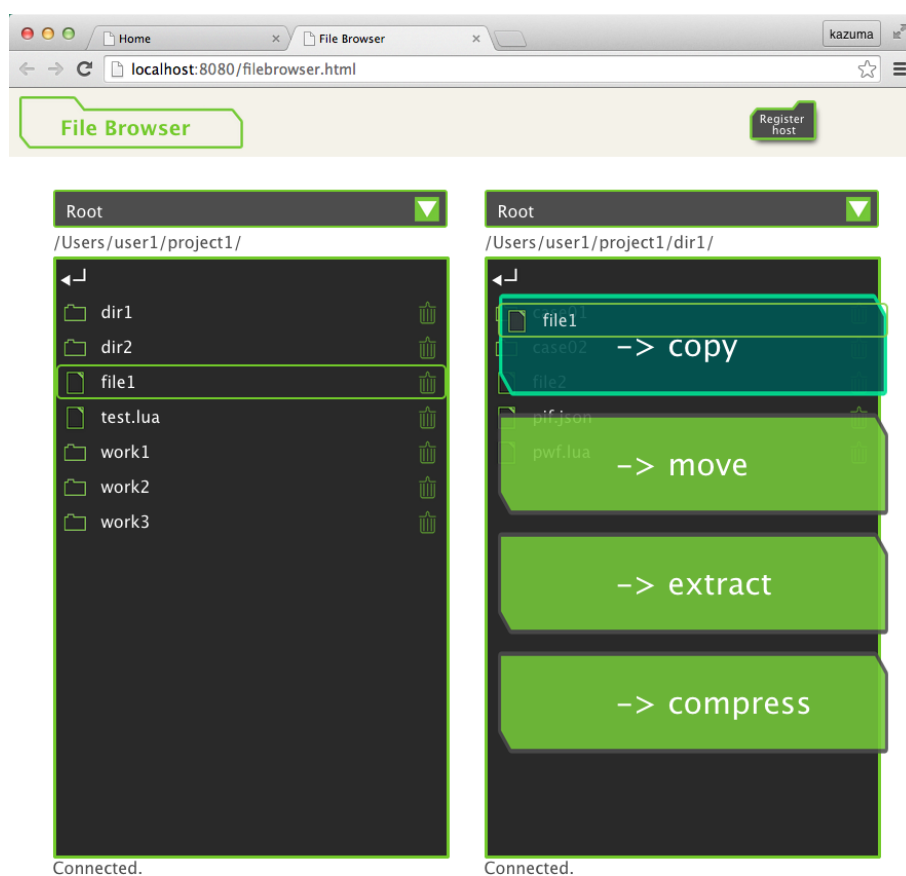 Home
File Browser
kazuma
localhost:8080/filebrowser.html
File Browser
Register
host
Root
/Users/user1/project1/
dir1
dir2
file1
test.lua
work1
work2
work3
Connected.
Root
/Users/user1/project1/dir1/
case01
file1
case02
-> copy
file2
pif.json
pwf.lua
-> move
-> extract
-> compress
Connected.